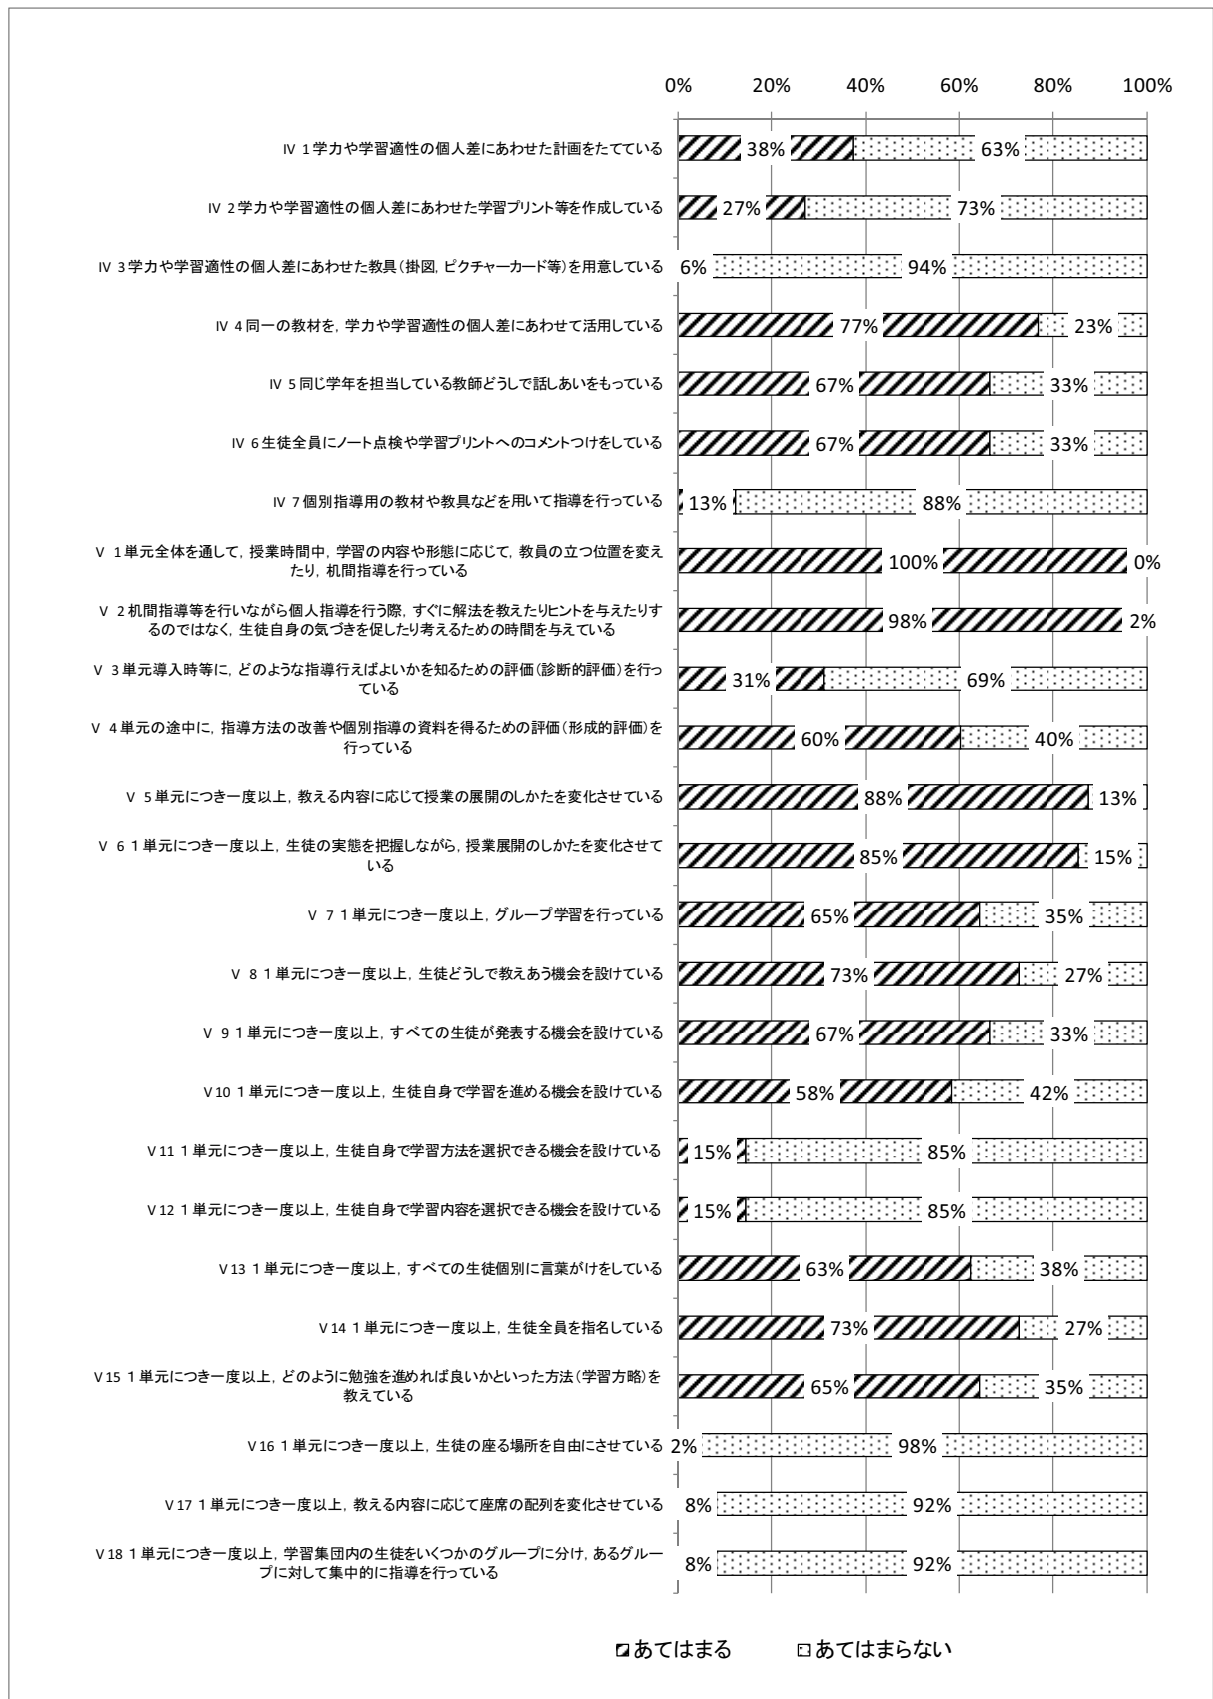 0% 20% 40% 60% 80% 100%
Ⅳ 1学力や学習適性の個人差にあわせた計画をたてている 38% 63%
Ⅳ 2学力や学習適性の個人差にあわせた学習プリント等を作成している 27% 73%
Ⅳ 3学力や学習適性の個人差にあわせた教具(掛図,ピクチャーカード等)を用意している 6% 94%
Ⅳ 4同一の教材を,学力や学習適性の個人差にあわせて活用している 77% 23%
Ⅳ 5同じ学年を担当している教師どうしで話しあいをもっている 67% 33%
Ⅳ 6生徒全員にノート点検や学習プリントへのコメントつけをしている 67% 33%
Ⅳ 7個別指導用の教材や教具などを用いて指導を行っている 13% 88%
Ⅴ 1単元全体を通して,授業時間中,学習の内容や形態に応じて,教員の立つ位置を変え
たり,机間指導を行っている 100% 0%
Ⅴ 2机間指導等を行いながら個人指導を行う際,すぐに解法を教えたりヒントを与えたりす
るのではなく,生徒自身の気づきを促したり考えるための時間を与えている 98% 2%
Ⅴ 3単元導入時等に,どのような指導行えばよいかを知るための評価(診断的評価)を行っ
ている 31% 69%
Ⅴ 4単元の途中に,指導方法の改善や個別指導の資料を得るための評価(形成的評価)を
行っている 60% 40%
Ⅴ 5単元につき一度以上,教える内容に応じて授業の展開のしかたを変化させている 88% 13%
Ⅴ 6 1単元につき一度以上,生徒の実態を把握しながら,授業展開のしかたを変化させて
いる 85% 15%
Ⅴ 7 1単元につき一度以上,グループ学習を行っている 65% 35%
Ⅴ 8 1単元につき一度以上,生徒どうしで教えあう機会を設けている 73% 27%
Ⅴ 9 1単元につき一度以上,すべての生徒が発表する機会を設けている 67% 33%
Ⅴ10 1単元につき一度以上,生徒自身で学習を進める機会を設けている 58% 42%
Ⅴ11 1単元につき一度以上,生徒自身で学習方法を選択できる機会を設けている 15% 85%
Ⅴ12 1単元につき一度以上,生徒自身で学習内容を選択できる機会を設けている 15% 85%
Ⅴ13 1単元につき一度以上,すべての生徒個別に言葉がけをしている 63% 38%
Ⅴ14 1単元につき一度以上,生徒全員を指名している 73% 27%
Ⅴ15 1単元につき一度以上,どのように勉強を進めれば良いかといった方法(学習方略)を
教えている 65% 35%
Ⅴ16 1単元につき一度以上,生徒の座る場所を自由にさせている 2% 98%
Ⅴ17 1単元につき一度以上,教える内容に応じて座席の配列を変化させている 8% 92%
Ⅴ18 1単元につき一度以上,学習集団内の生徒をいくつかのグループに分け,あるグルー
プに対して集中的に指導を行っている 8% 92%
あてはまる あてはまらない